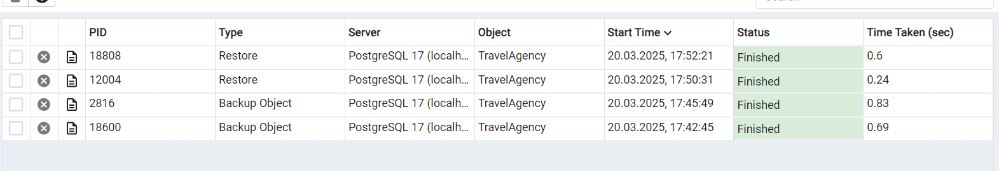 PID Type Server Object Start Time Status Time Taken (sec)
18808 Restore PostgreSQL 17 (localh... TravelAgency 20.03.2025, 17:52:21 Finished 0.6
12004 Restore PostgreSQL 17 (localh... TravelAgency 20.03.2025, 17:50:31 Finished 0.24
2816 Backup Object PostgreSQL 17 (localh... TravelAgency 20.03.2025, 17:45:49 Finished 0.83
18600 Backup Object PostgreSQL 17 (localh... TravelAgency 20.03.2025, 17:42:45 Finished 0.69